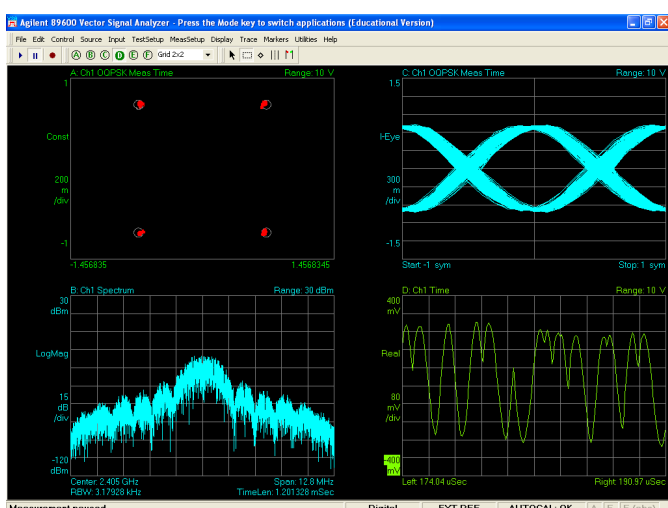 Agilent 89600 Vector Signal Analyzer - Press the Mode key to switch applications (Educational Version)
File Edit Control Source Input TestSetup MeasSetup Display Trace Markers Utilities Help
A B C D E F Grid 2x2
A: Ch1 OQPSK Meas Time Range: 10 V
1
Const
200
m
/div
-1
-1.456835 1.4568345
C: Ch1 OQPSK Meas Time Range: 10 V
1.5
I-Eye
300
m
/div
-1.5
Start -1 sym Stop: 1 sym
B: Ch1 Spectrum Range: 30 dBm
30
dBm
LogMag
15
dB
/div
-120
dBm
Center: 2.405 GHz Span: 12.8 MHz
RBW: 3.17928 kHz TimeLen: 1.201328 mSec
D: Ch1 Time Range: 10 V
400
mV
Real
80
mV
/div
-400
mV
Left 174.04 uSec Right 190.97 uSec
Measurement paused Digital EXT REF AUTOCAL: OK